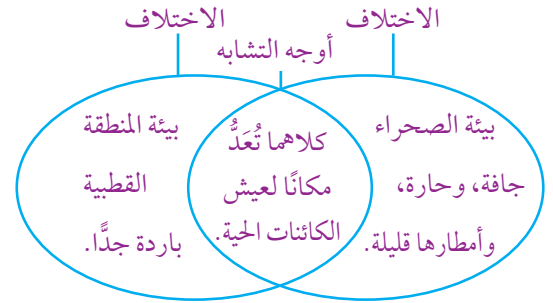 الاختلاف
الاختلاف
أوجه التشابه
بيئة الصحراء
جافة، وحارة،
وأمطارها قليلة.
كلاهما تُعَدُّ
مكانًا لعيش
الكائنات الحية.
بيئة المنطقة
القطبية
باردة جدًّا.